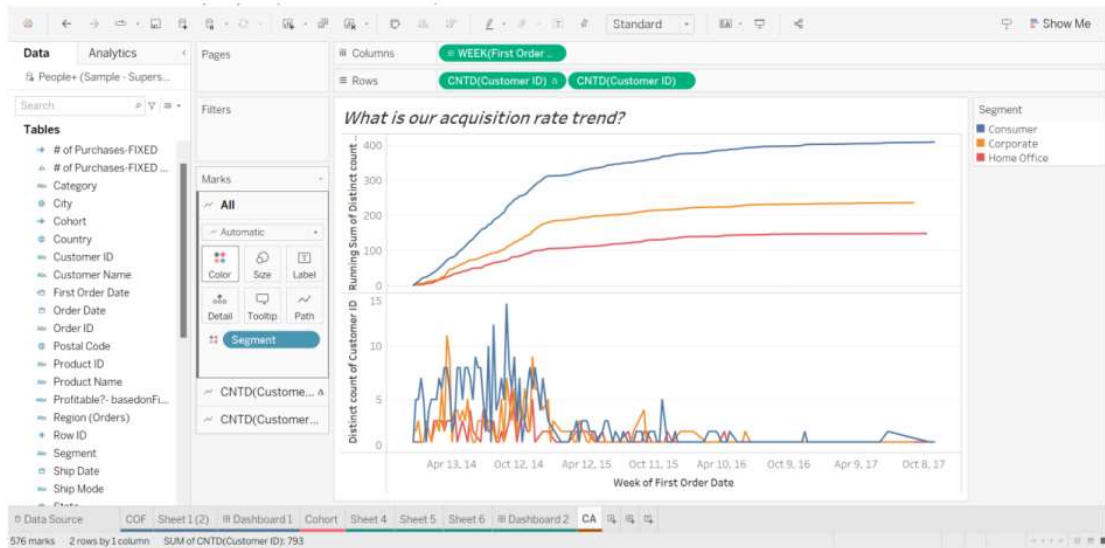 Standard
Show Me
Data
Analytics
Pages
Columns
WEEK(First Order ..
People+ (Sample - Supers...
Rows
CNTD(Customer ID)
CNTD(Customer ID)
Search
Filters
What is our acquisition rate trend?
Segment
Consumer
Corporate
Home Office
Tables
# of Purchases-FIXED
# of Purchases-FIXED ...
Category
City
Cohort
Country
Customer ID
Customer Name
First Order Date
Order Date
Order ID
Postal Code
Product ID
Product Name
Profitable?- basedonFi...
Region (Orders)
Row ID
Segment
Ship Date
Ship Mode
Marks
All
Automatic
Color
Size
Label
Detail
Tooltip
Path
Segment
CNTD(Custome...
CNTD(Customer...
Running Sum of Distinct count ..
400
300
200
100
0
Distinct count of Customer ID
15
10
5
0
Apr 13, 14
Oct 12, 14
Apr 12, 15
Oct 11, 15
Apr 10, 16
Oct 9, 16
Apr 9, 17
Oct 8, 17
Week of First Order Date
Data Source
COF
Sheet 1 (2)
Dashboard 1
Cohort
Sheet 4
Sheet 5
Sheet 6
Dashboard 2
CA
576 marks
2 rows by 1 column
SUM of CNTD(Customer ID): 793